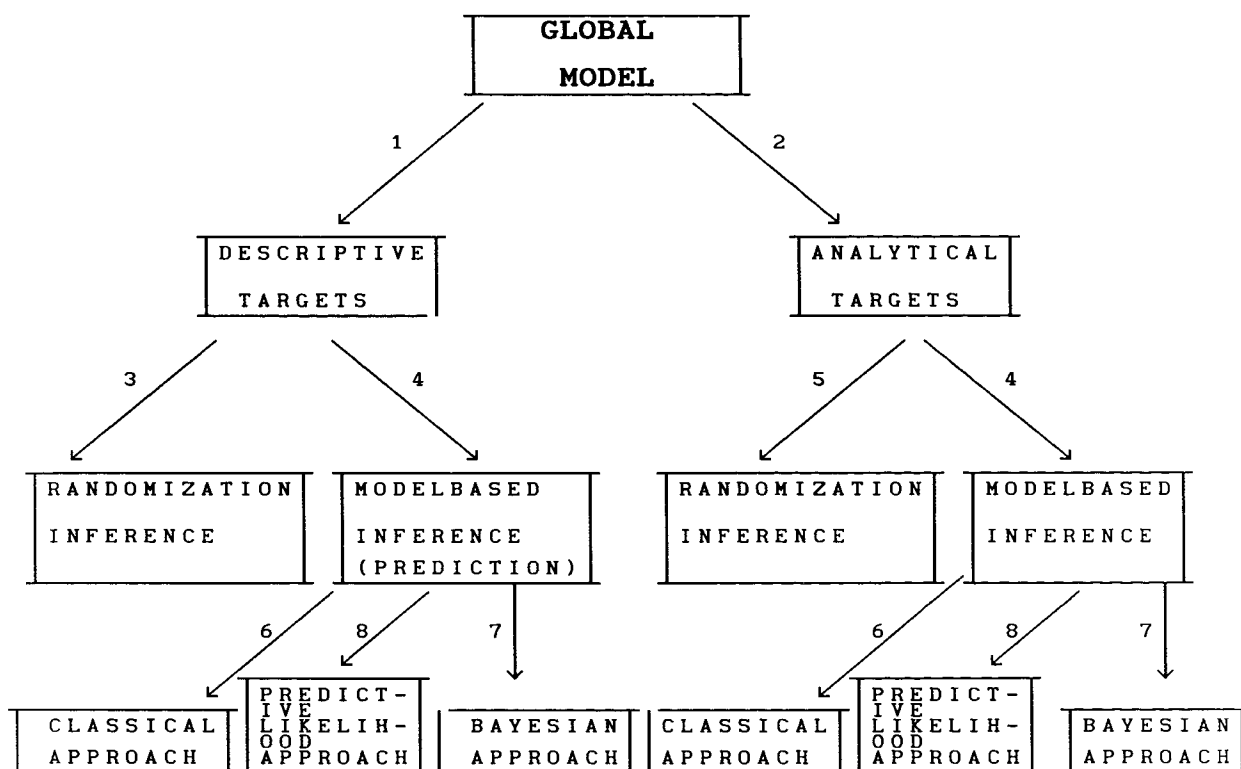 GLOBAL
MODEL
1 2
DESCRIPTIVE
TARGETS
ANALYTICAL
TARGETS
3 4 5 4
RANDOMIZATION
INFERENCE
MODELBASED
INFERENCE
(PREDICTION)
RANDOMIZATION
INFERENCE
MODELBASED
INFERENCE
6 8 7 6 8 7
CLASSICAL
APPROACH
PREDICT-
IVE
LIKELIH-
OOD
APPROACH
BAYESIAN
APPROACH
CLASSICAL
APPROACH
PREDICT-
IVE
LIKELIH-
OOD
APPROACH
BAYESIAN
APPROACH